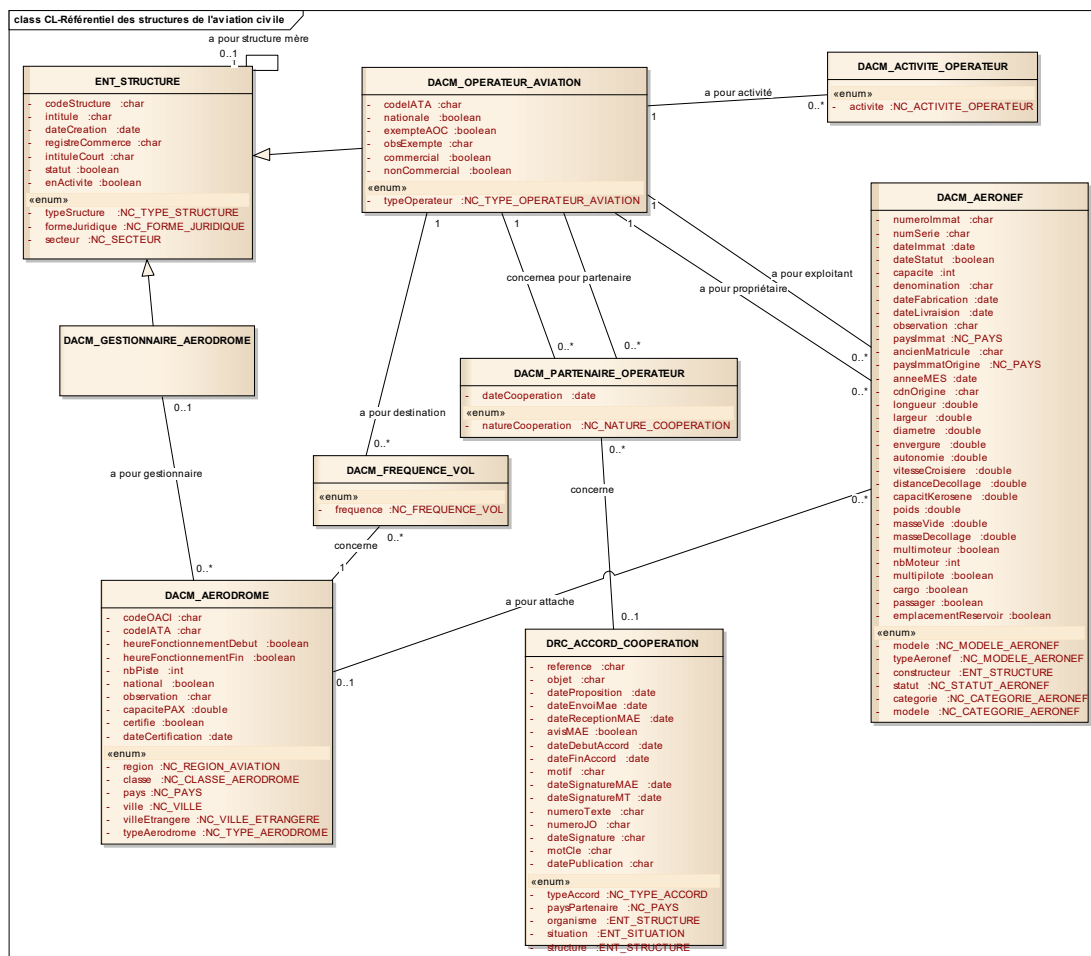 class CL-Référentiel des structures de l'aviation civile
a pour structure mère
0..1
1
ENT_STRUCTURE
- codeStructure :char
- intitule :char
- dateCreation :date
- registreCommerce :char
- intituleCourt :char
- statut :boolean
- enActivite :boolean
«enum»
- typeSructure :NC_TYPE_STRUCTURE
- formeJuridique :NC_FORME_JURIDIQUE
- secteur :NC_SECTEUR
DACM_OPERATEUR_AVIATION
- codeIATA :char
- nationale :boolean
- exempteAOC :boolean
- obsExempte :char
- commercial :boolean
- nonCommercial :boolean
«enum»
- typeOperateur :NC_TYPE_OPERATEUR_AVIATION
a pour activité
1
0..*
DACM_ACTIVITE_OPERATEUR
«enum»
- activite :NC_ACTIVITE_OPERATEUR
DACM_AERONEF
- numeroImmat :char
- numSerie :char
- dateImmat :date
- dateStatut :boolean
- capacite :int
- denomination :char
- dateFabrication :date
- dateLivraison :date
- observation :char
- paysImmat :NC_PAYS
- ancienMatricule :char
- paysImmatOrigine :NC_PAYS
- anneeMES :date
- cdnOrigine :char
- longueur :double
- largeur :double
- diametre :double
- envergure :double
- autonomie :double
- vitesseCroisiere :double
- distanceDecollage :double
- capacitKerosene :double
- poids :double
- masseVide :double
- masseDecollage :double
- multimoteur :boolean
- nbMoteur :int
- multipilote :boolean
- cargo :boolean
- passager :boolean
- emplacementReservoir :boolean
«enum»
- modele :NC_MODELE_AERONEF
- typeAeronef :NC_MODELE_AERONEF
- constructeur :ENT_STRUCTURE
- statut :NC_STATUT_AERONEF
- categorie :NC_CATEGORIE_AERONEF
- modele :NC_CATEGORIE_AERONEF
1
a pour exploitant
0..*
1
a pour propriétaire
0..*
1
concerne
0..*
a pour partenaire
0..*
1
a pour destination
0..*
DACM_GESTIONNAIRE_AERODROME
0..1
a pour gestionnaire
0..*
DACM_PARTENAIRE_OPERATEUR
- dateCooperation :date
«enum»
- natureCooperation :NC_NATURE_COOPERATION
0..*
concerne
0..1
DACM_FREQUENCE_VOL
«enum»
- frequence :NC_FREQUENCE_VOL
0..*
concerne
1
0..*
a pour attache
0..1
DACM_AERODROME
- codeOACI :char
- codeIATA :char
- heureFonctionnementDebut :boolean
- heureFonctionnementFin :boolean
- nbPiste :int
- national :boolean
- observation :char
- capacitePAX :double
- certifie :boolean
- dateCertification :date
«enum»
- region :NC_REGION_AVIATION
- classe :NC_CLASSE_AERODROME
- pays :NC_PAYS
- ville :NC_VILLE
- villeEtrangere :NC_VILLE_ETRANGERE
- typeAerodrome :NC_TYPE_AERODROME
DRC_ACCORD_COOPERATION
- reference :char
- objet :char
- dateProposition :date
- dateEnvoiMae :date
- dateReceptionMAE :date
- avisMAE :boolean
- dateDebutAccord :date
- dateFinAccord :date
- motif :char
- dateSignatureMAE :date
- dateSignatureMT :date
- numeroTexte :char
- numeroJO :char
- dateSignature :char
- motCle :char
- datePublication :char
«enum»
- typeAccord :NC_TYPE_ACCORD
- paysPartenaire :NC_PAYS
- organisme :ENT_STRUCTURE
- situation :ENT_SITUATION
- structure :ENT_STRUCTURE